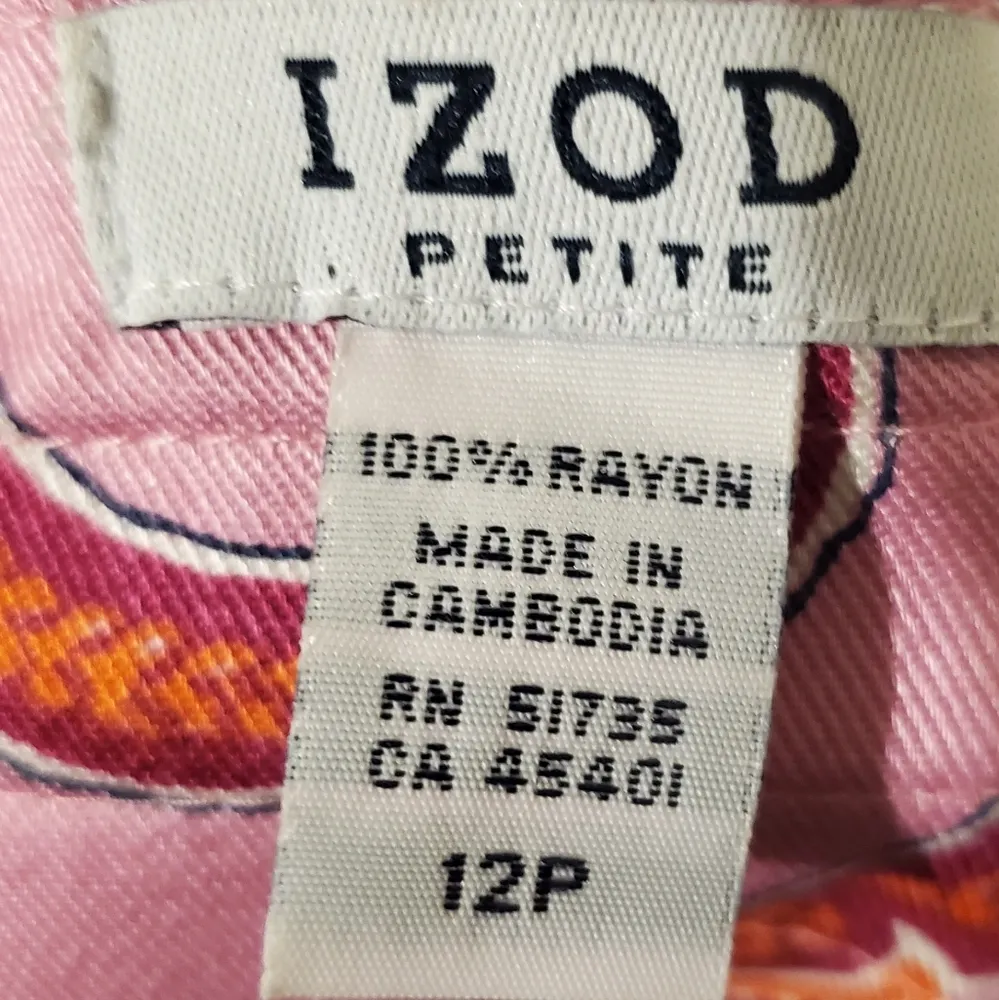 IZOD
PETITE
100% RAYON
MADE IN
CAMBODIA
RN 51735
CA 45401
12P